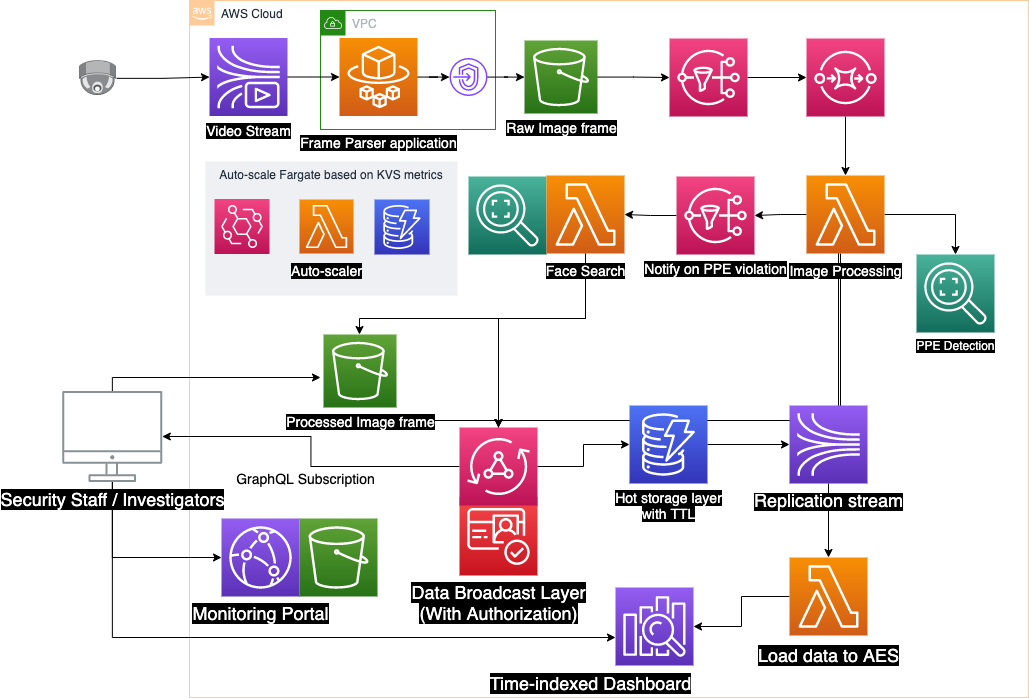 aws
AWS Cloud
VPC
Video Stream
Frame Parser application
Raw Image frame
Auto-scale Fargate based on KVS metrics
Auto-scaler
Face Search
Notify on PPE violation
Image Processing
PPE Detection
Processed Image frame
GraphQL Subscription
Security Staff / Investigators
Hot storage layer
with TTL
Replication stream
Monitoring Portal
Data Broadcast Layer
(With Authorization)
Load data to AES
Time-indexed Dashboard